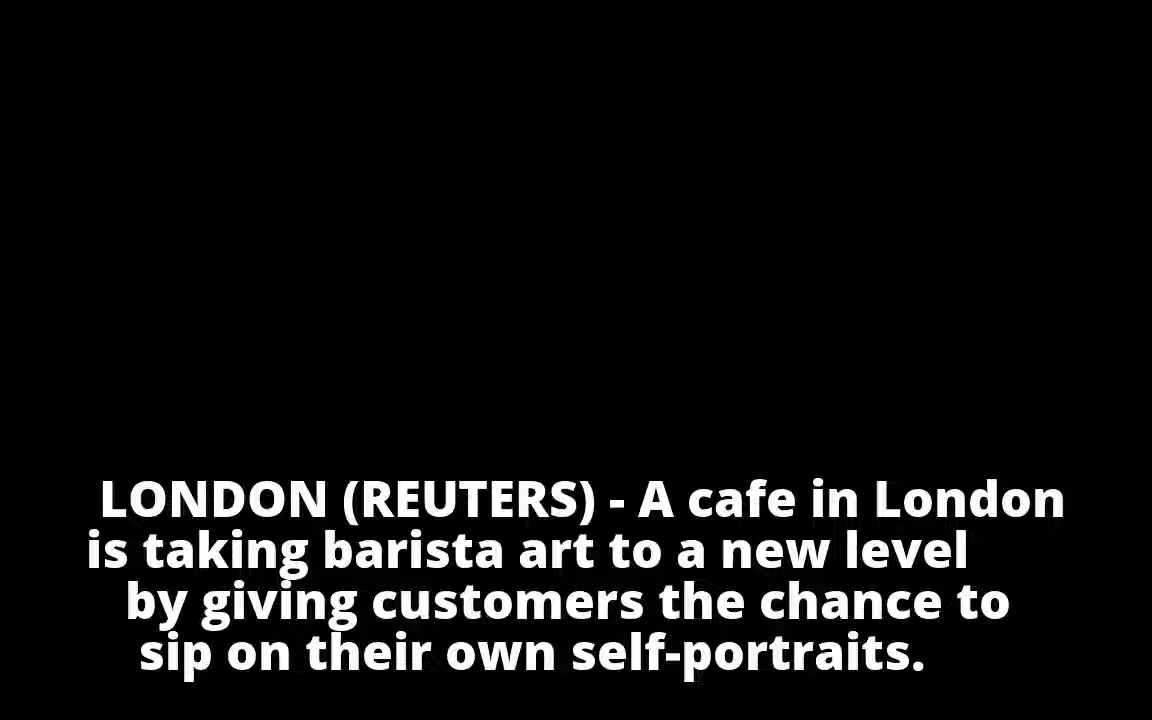 LONDON (REUTERS) - A cafe in London
is taking barista art to a new level
by giving customers the chance to
sip on their own self-portraits.